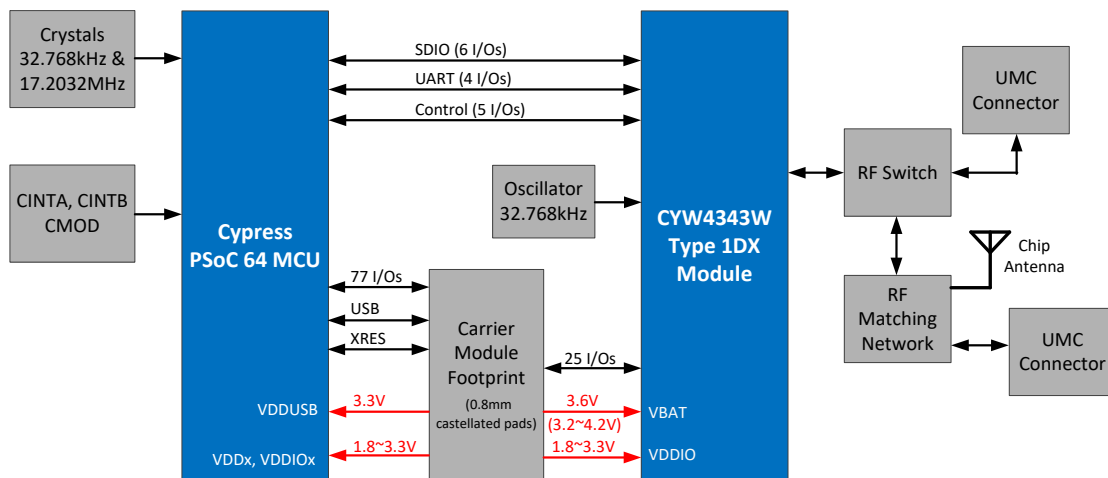 Crystals
32.768kHz &
17.2032MHz
CINTA, CINTB
CMOD
Cypress
PSoC 64 MCU
VDDUSB
VDDx, VDDIOx
SDIO (6 I/Os)
UART (4 I/Os)
Control (5 I/Os)
Oscillator
32.768kHz
77 I/Os
USB
XRES
3.3V
1.8~3.3V
Carrier
Module
Footprint
(0.8mm
castellated pads)
25 I/Os
3.6V
(3.2~4.2V)
1.8~3.3V
CYW4343W
Type 1DX
Module
VBAT
VDDIO
RF Switch
UMC
Connector
Chip
Antenna
RF
Matching
Network
UMC
Connector